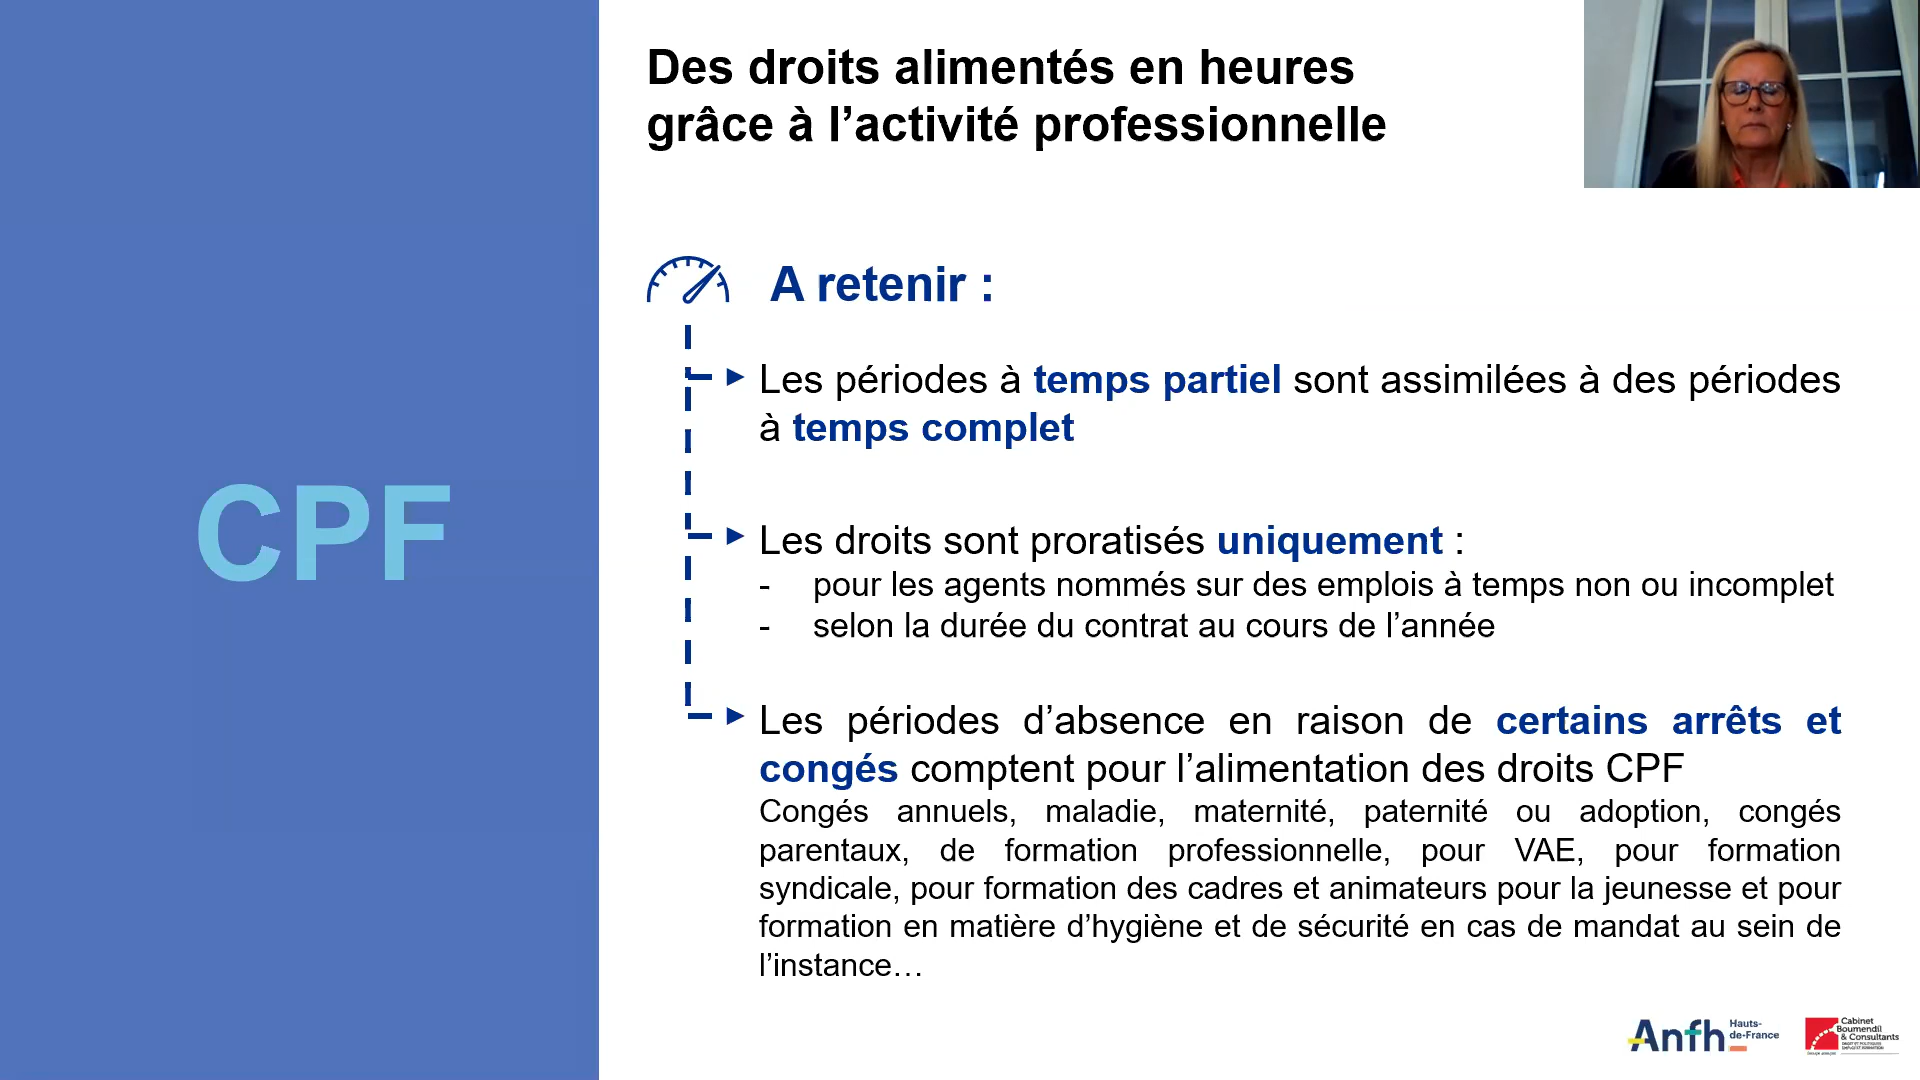 Des droits alimentés en heures
grâce à l’activité professionnelle
A retenir :
Les périodes à temps partiel sont assimilées à des périodes
à temps complet
CPF
Les droits sont proratisés uniquement :
- pour les agents nommés sur des emplois à temps non ou incomplet
- selon la durée du contrat au cours de l’année
Les périodes d’absence en raison de certains arrêts et
congés comptent pour l’alimentation des droits CPF
Congés annuels, maladie, maternité, paternité ou adoption, congés
parentaux, de formation professionnelle, pour VAE, pour formation
syndicale, pour formation des cadres et animateurs pour la jeunesse et pour
formation en matière d’hygiène et de sécurité en cas de mandat au sein de
l’instance…
Anfh
Hauts-
de-France
Cabinet
Boumendil
& Consultants